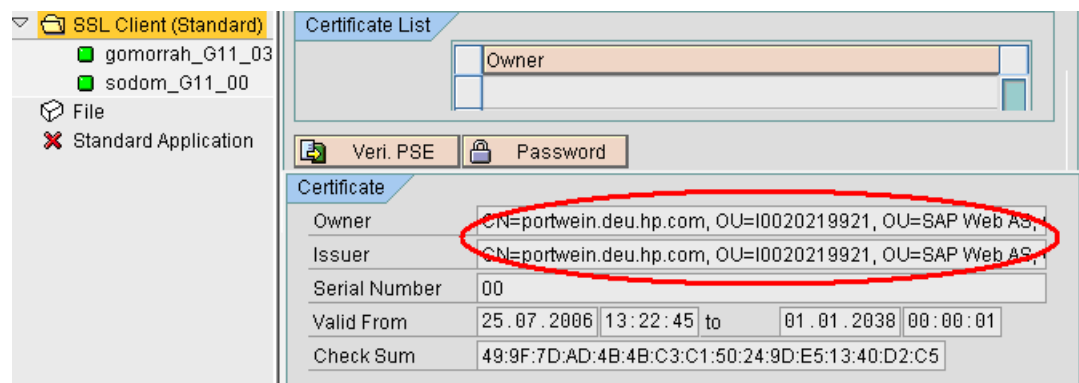 SSL Client (Standard)
gomorrah_G11_03
sodom_G11_00
File
Standard Application
Certificate List
Owner
Veri. PSE
Password
Certificate
Owner CN=portwein.deu.hp.com, OU=I0020219921, OU=SAP Web AS,
Issuer CN=portwein.deu.hp.com, OU=I0020219921, OU=SAP Web AS,
Serial Number 00
Valid From 25.07.2006 13:22:45 to 01.01.2038 00:00:01
Check Sum 49:9F:7D:AD:4B:4B:C3:C1:50:24:9D:E5:13:40:D2:C5